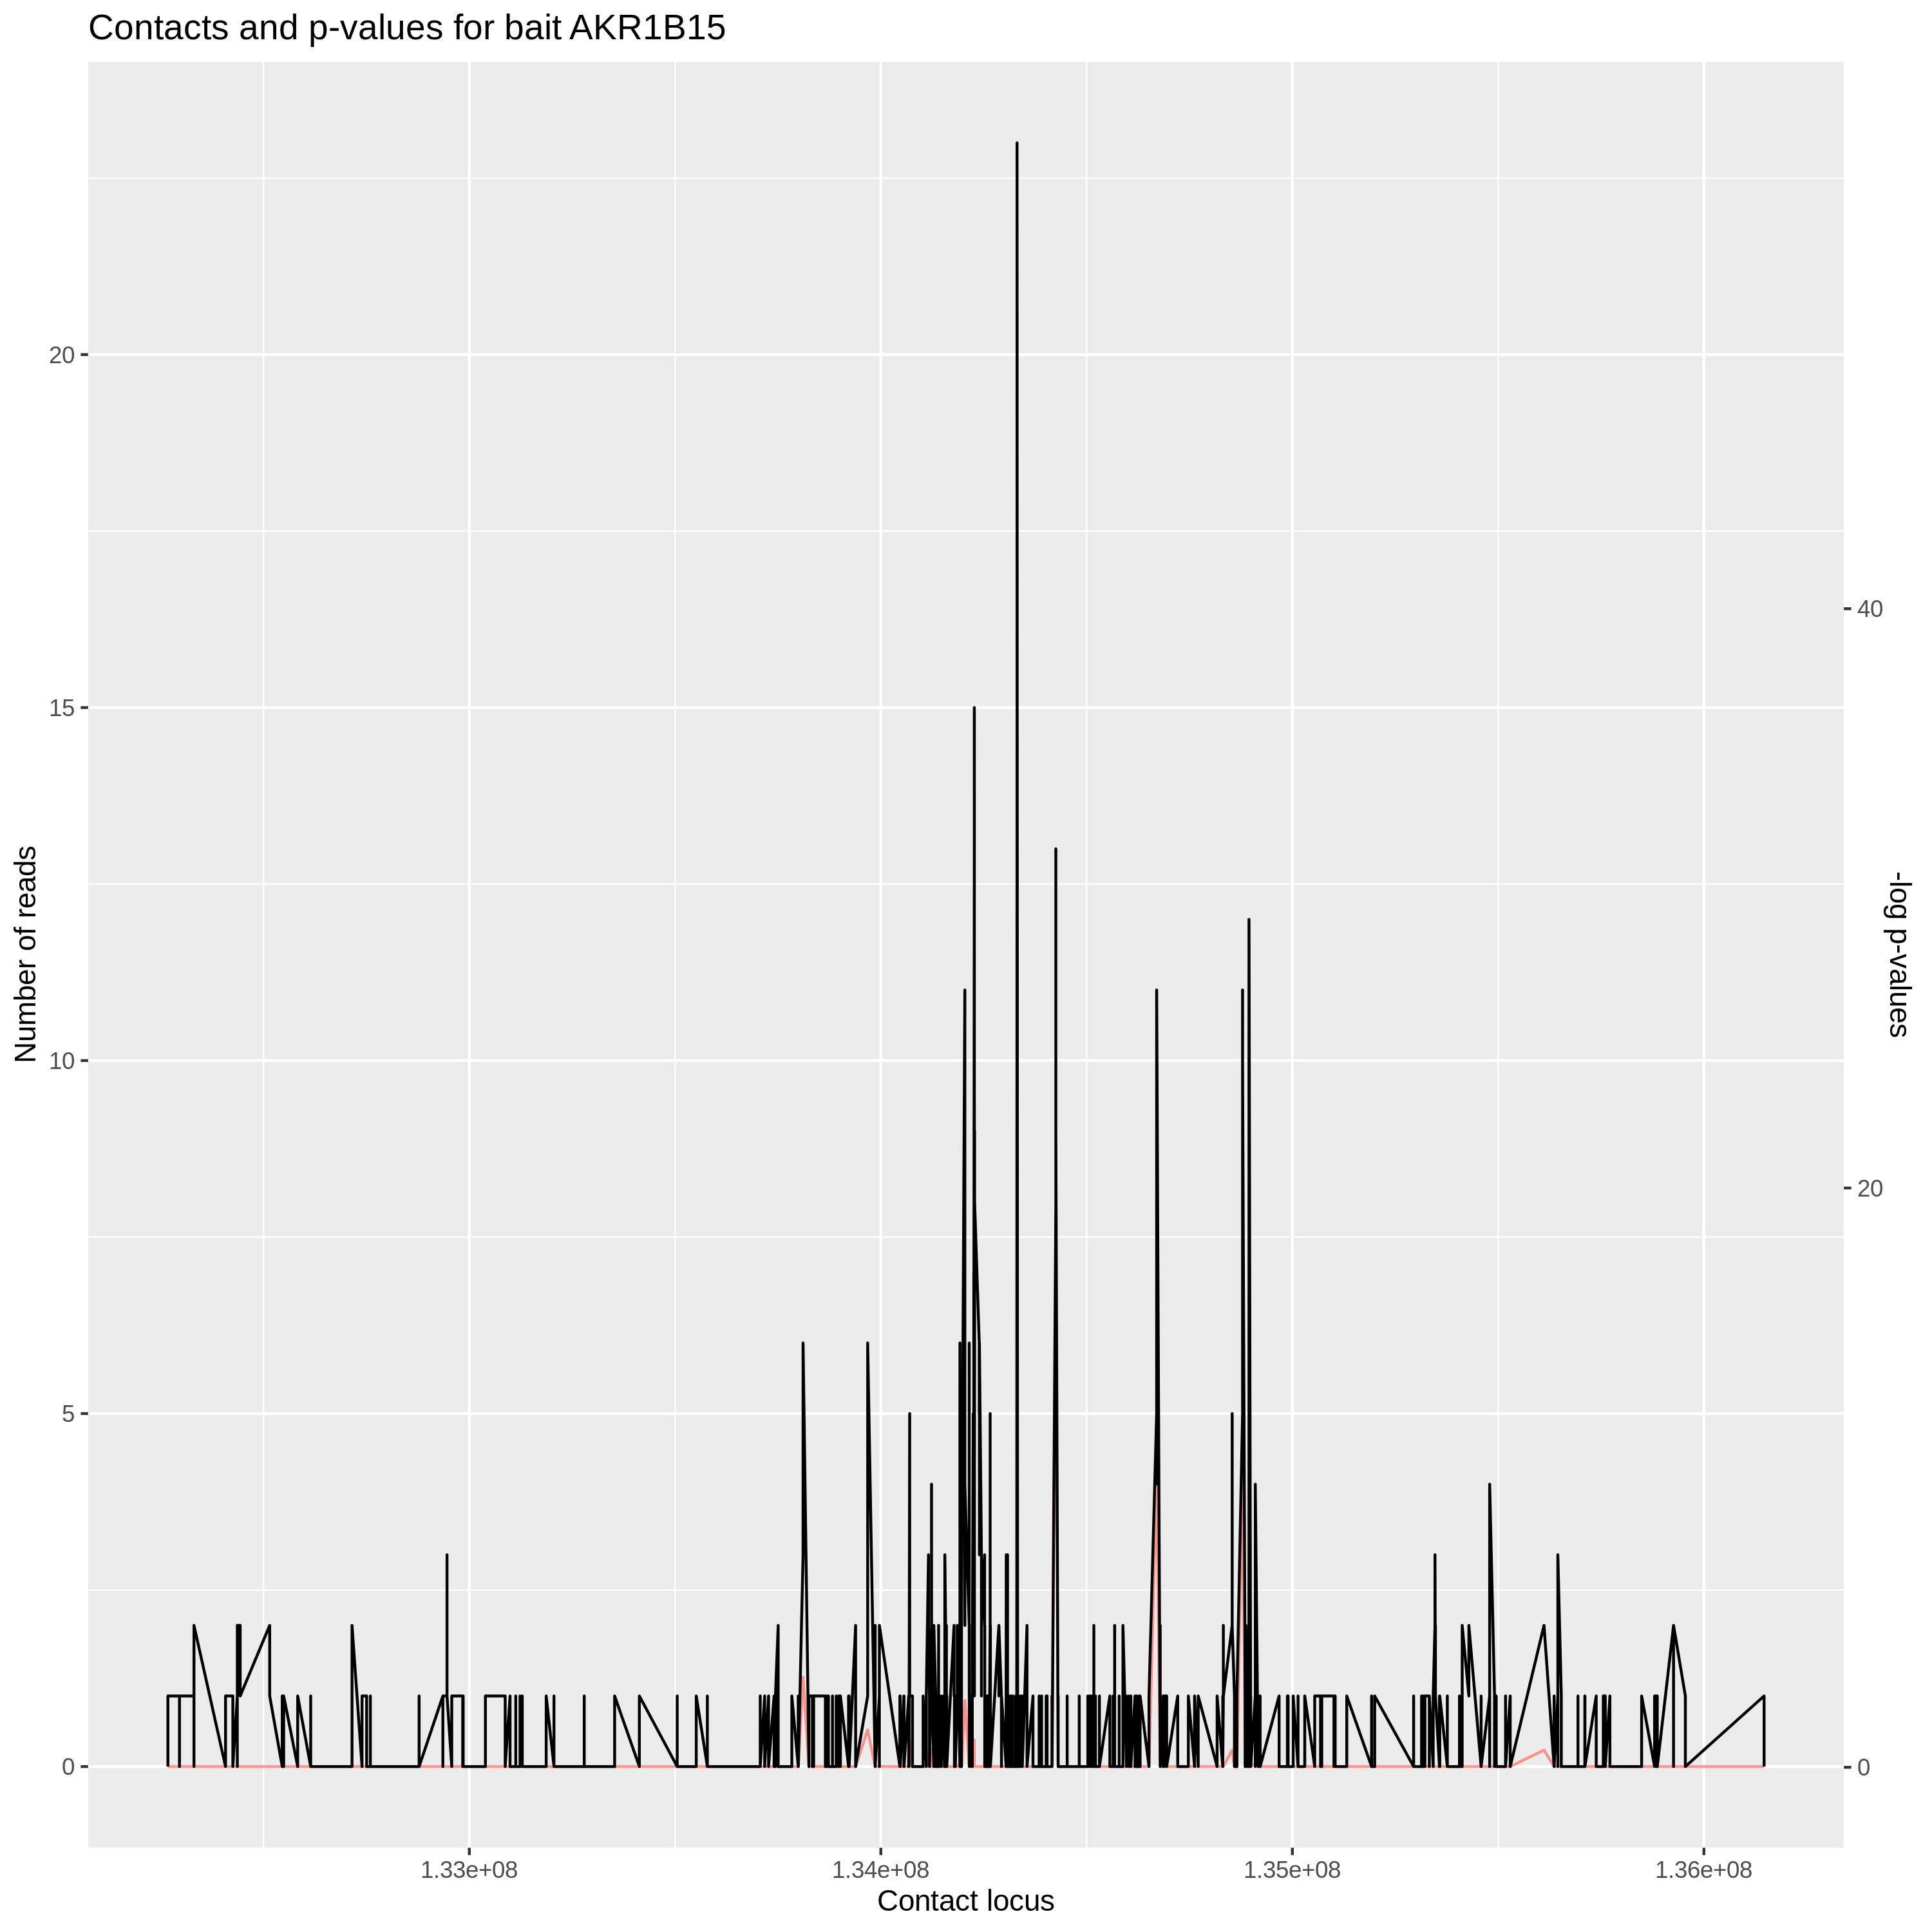 Contacts and p-values for bait AKR1B15
Number of reads
20
15
10
5
0
40
20
0
-log p-values
1.33e+08
1.34e+08
1.35e+08
1.36e+08
Contact locus